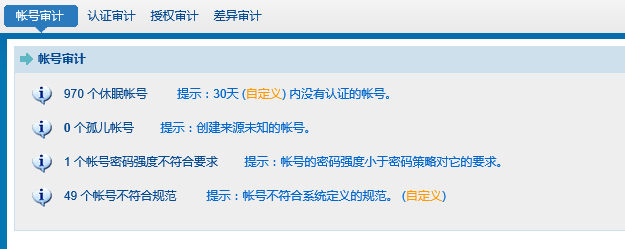 帐号审计 认证审计 授权审计 差异审计
帐号审计
970 个休眠帐号 提示：30天 (自定义) 内没有认证的帐号。
0 个孤儿帐号 提示：创建来源未知的帐号。
1 个帐号密码强度不符合要求 提示：帐号的密码强度小于密码策略对它的要求。
49 个帐号不符合规范 提示：帐号不符合系统定义的规范。 (自定义)